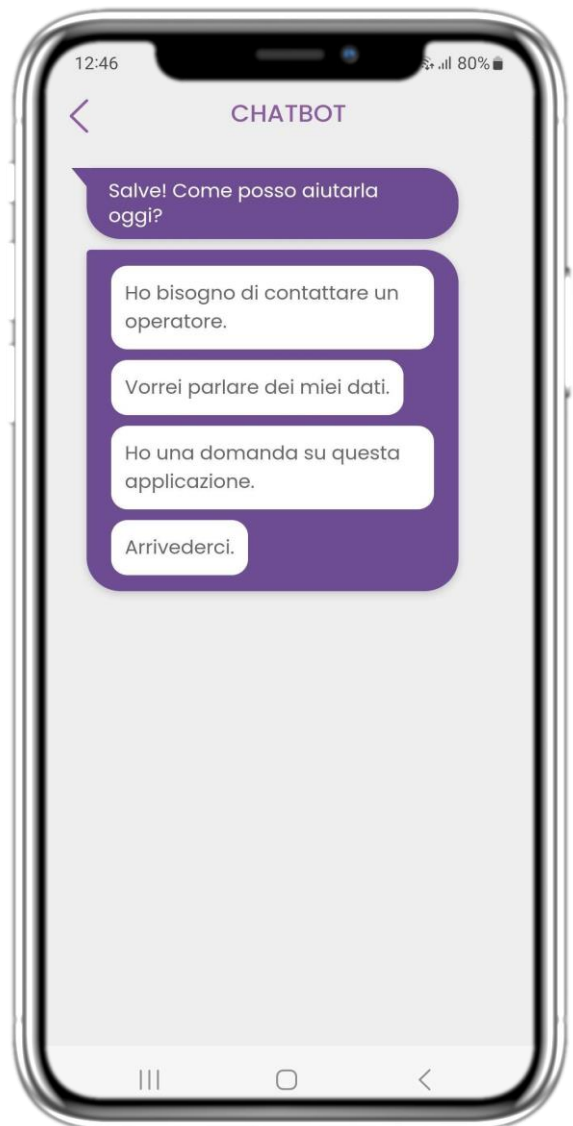 12:46
80%
CHATBOT
Salve! Come posso aiutarla
oggi?
Ho bisogno di contattare un
operatore.
Vorrei parlare dei miei dati.
Ho una domanda su questa
applicazione.
Arrivederci.